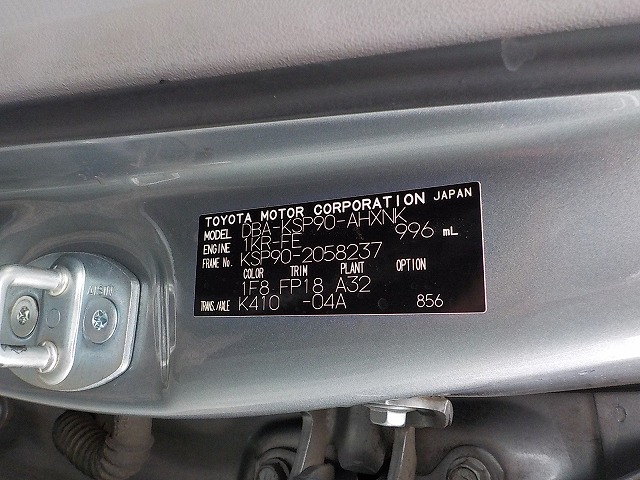 TOYOTA MOTOR CORPORATION JAPAN
MODEL DBA-KSP90-AHXNK
ENGINE 1KR-FE 996 mL
FRAME No. KSP90-2058237
COLOR TRIM PLANT OPTION
1F8 FP18 A32
TRANS./AXLE K410 -04A 856
AISIN